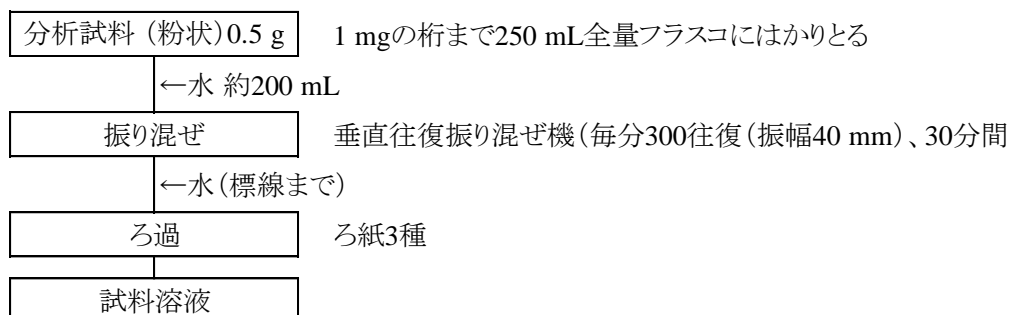 分析試料（粉状）0.5 g　1 mgの桁まで250 mL全量フラスコにはかりとる
←水 約200 mL
振り混ぜ　垂直往復振り混ぜ機（毎分300往復（振幅40 mm）、30分間
←水（標線まで）
ろ過　ろ紙3種
試料溶液